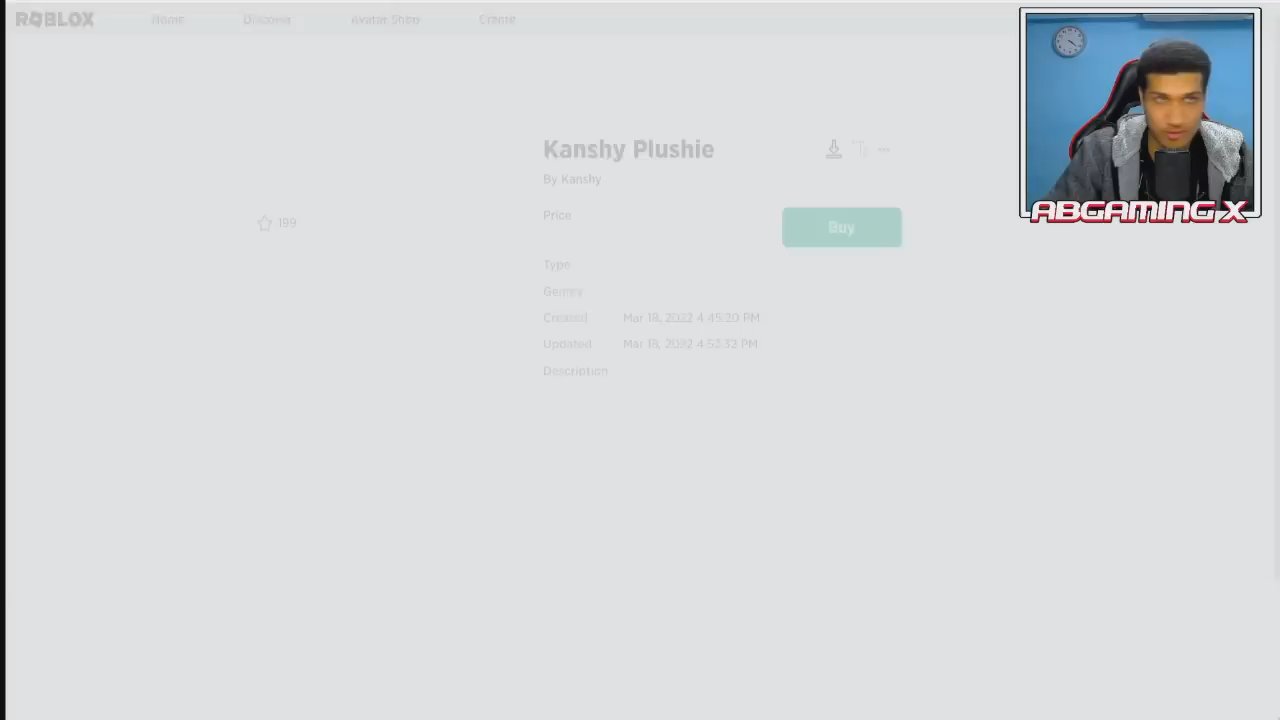 ROBLOX
Home
Discover
Avatar Shop
Create
Kanshy Plushie
By Kanshy
199
Price
Buy
Type
Genres
Created Mar 18, 2022 4:45:20 PM
Updated Mar 18, 2022 4:53:32 PM
Description
ABGAMING X